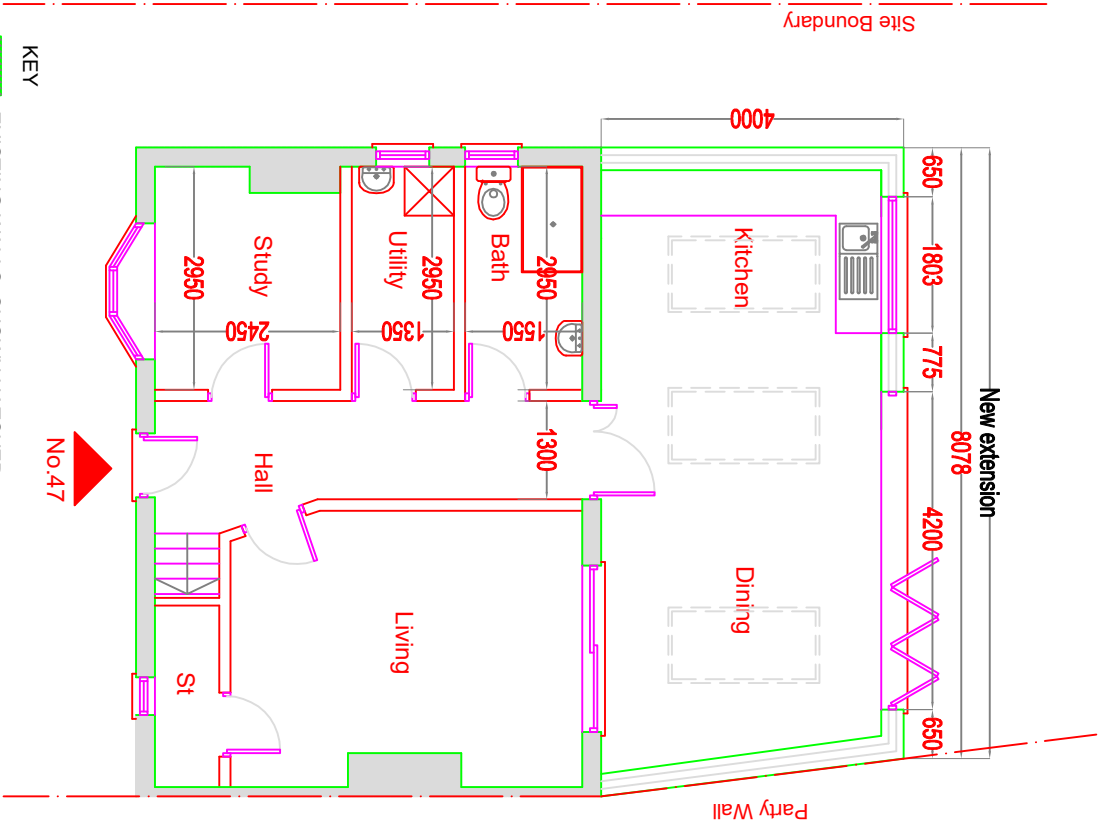 Site Boundary
KEY
4000
650
1803
775
4200
650
New extension
8078
Kitchen
Dining
Bath
2950
1550
Utility
2950
1350
Study
2950
2450
1300
Hall
Living
St
No.47
Party Wall